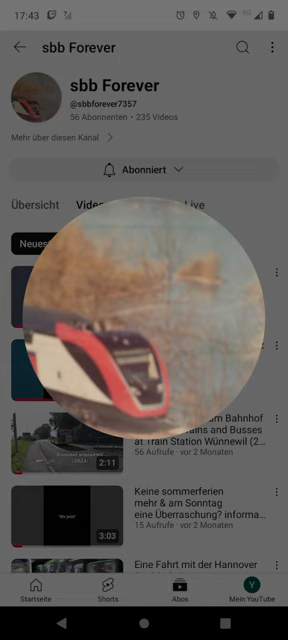 17:43
sbb Forever
sbb Forever
@sbbforever7357
56 Abonnenten • 235 Videos
Mehr über diesen Kanal
Abonniert
Übersicht Live
am Bahnhof
and Busses
at Train Station Wünnewil (2...
56 Aufrufe · vor 2 Monaten
2:11
Keine sommerferien
mehr & am Sonntag
eine Überraschung? informa...
15 Aufrufe · vor 2 Monaten
3:03
Eine Fahrt mit der Hannover
Startseite Shorts Abos Mein YouTube